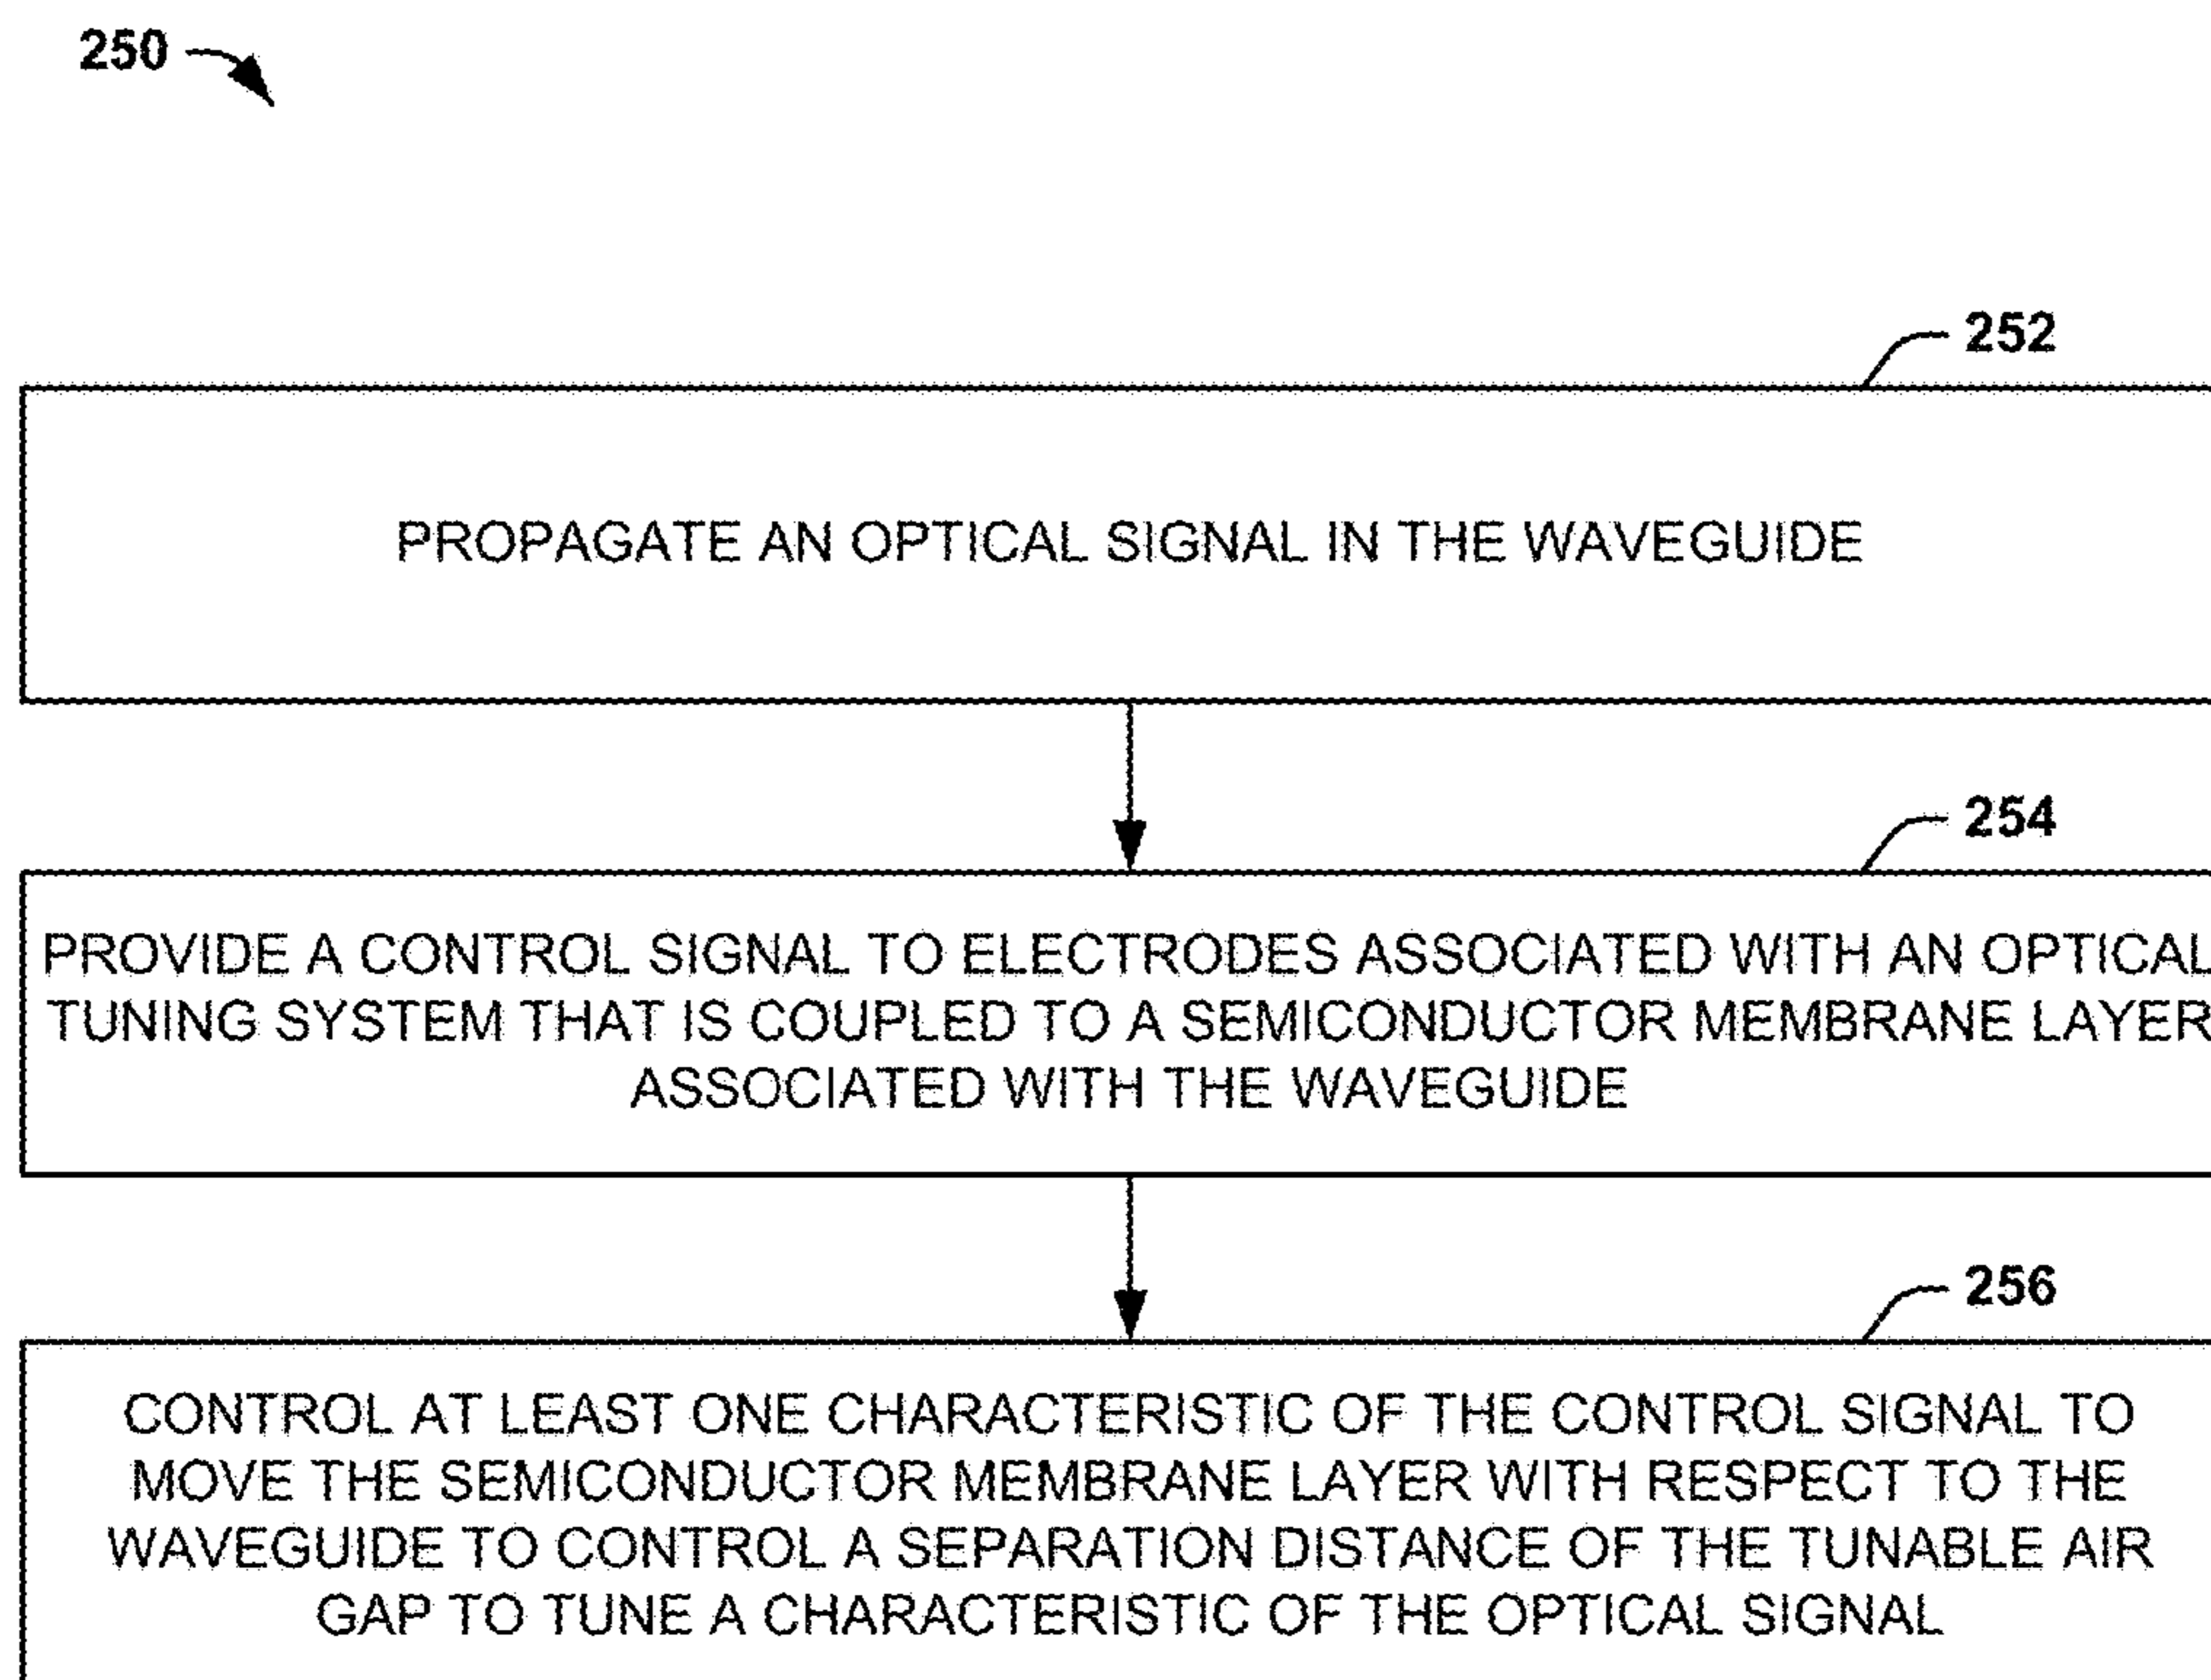 250
252
PROPAGATE AN OPTICAL SIGNAL IN THE WAVEGUIDE
254
PROVIDE A CONTROL SIGNAL TO ELECTRODES ASSOCIATED WITH AN OPTICAL
TUNING SYSTEM THAT IS COUPLED TO A SEMICONDUCTOR MEMBRANE LAYER
ASSOCIATED WITH THE WAVEGUIDE
256
CONTROL AT LEAST ONE CHARACTERISTIC OF THE CONTROL SIGNAL TO
MOVE THE SEMICONDUCTOR MEMBRANE LAYER WITH RESPECT TO THE
WAVEGUIDE TO CONTROL A SEPARATION DISTANCE OF THE TUNABLE AIR
GAP TO TUNE A CHARACTERISTIC OF THE OPTICAL SIGNAL